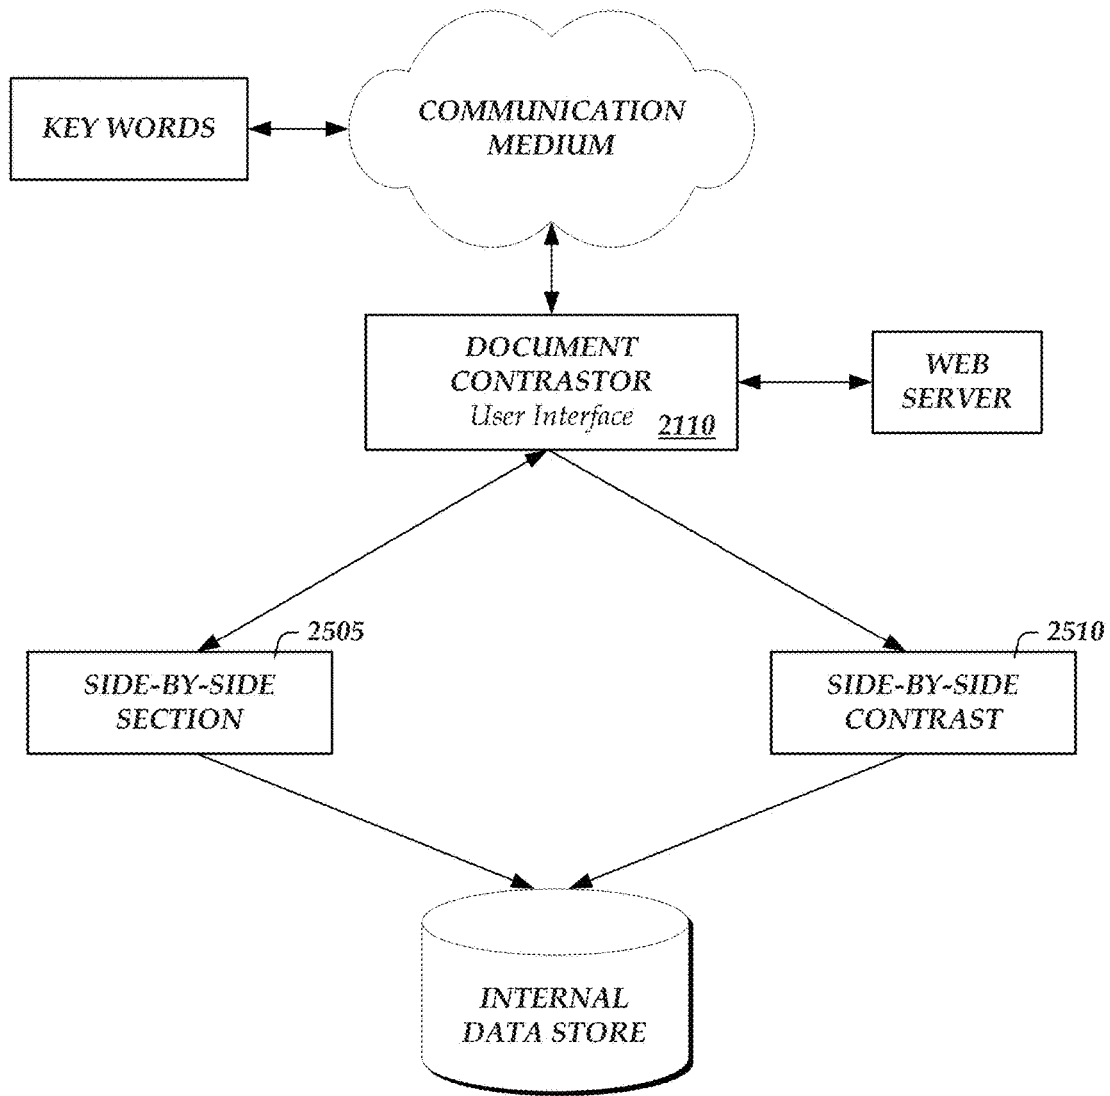 KEY WORDS
COMMUNICATION
MEDIUM
DOCUMENT
CONTRASTOR
User Interface
2110
WEB
SERVER
2505
SIDE-BY-SIDE
SECTION
2510
SIDE-BY-SIDE
CONTRAST
INTERNAL
DATA STORE